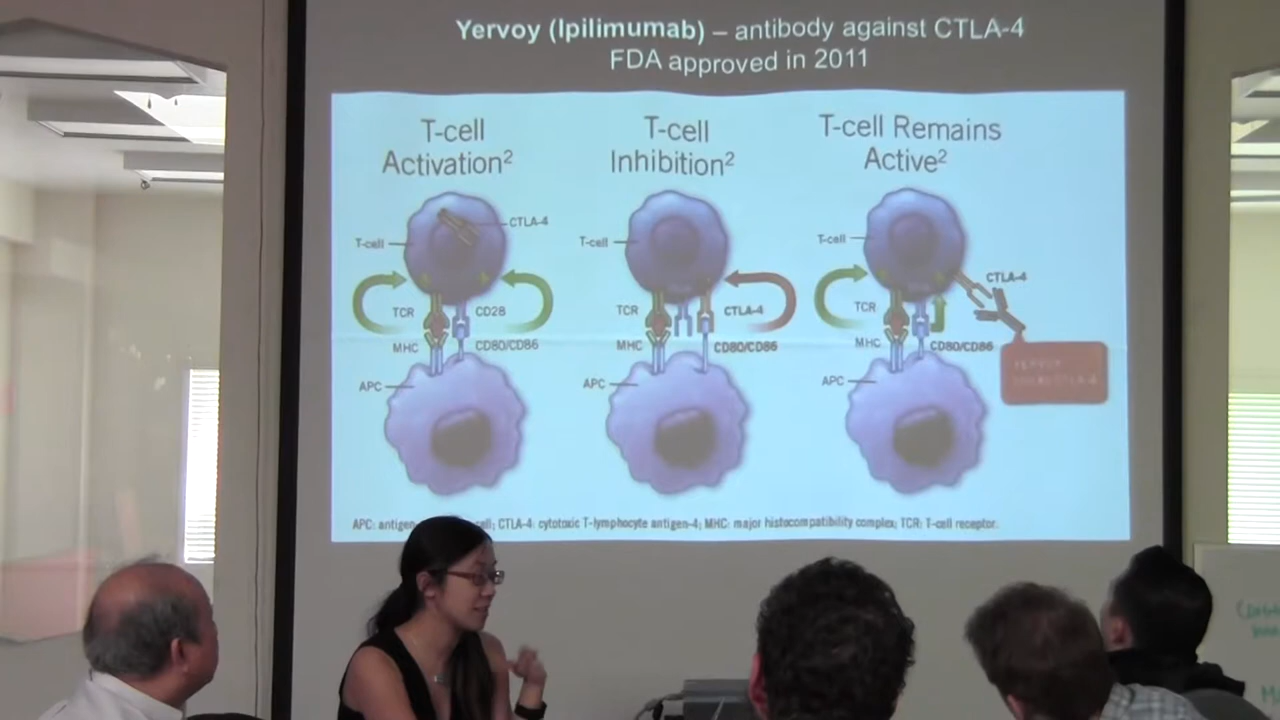 Yervoy (Ipilimumab) – antibody against CTLA-4
FDA approved in 2011
T-cell
Activation²
CTLA-4
T-cell
TCR
CD28
MHC
CD80/CD86
APC
T-cell
Inhibition²
T-cell
TCR
CTLA-4
MHC
CD80/CD86
APC
T-cell Remains
Active²
T-cell
CTLA-4
TCR
MHC
CD80/CD86
APC
YERVOY
APC: antigen cell; CTLA-4: cytotoxic T-lymphocyte antigen-4; MHC: major histocompatibility complex; TCR: T-cell receptor.